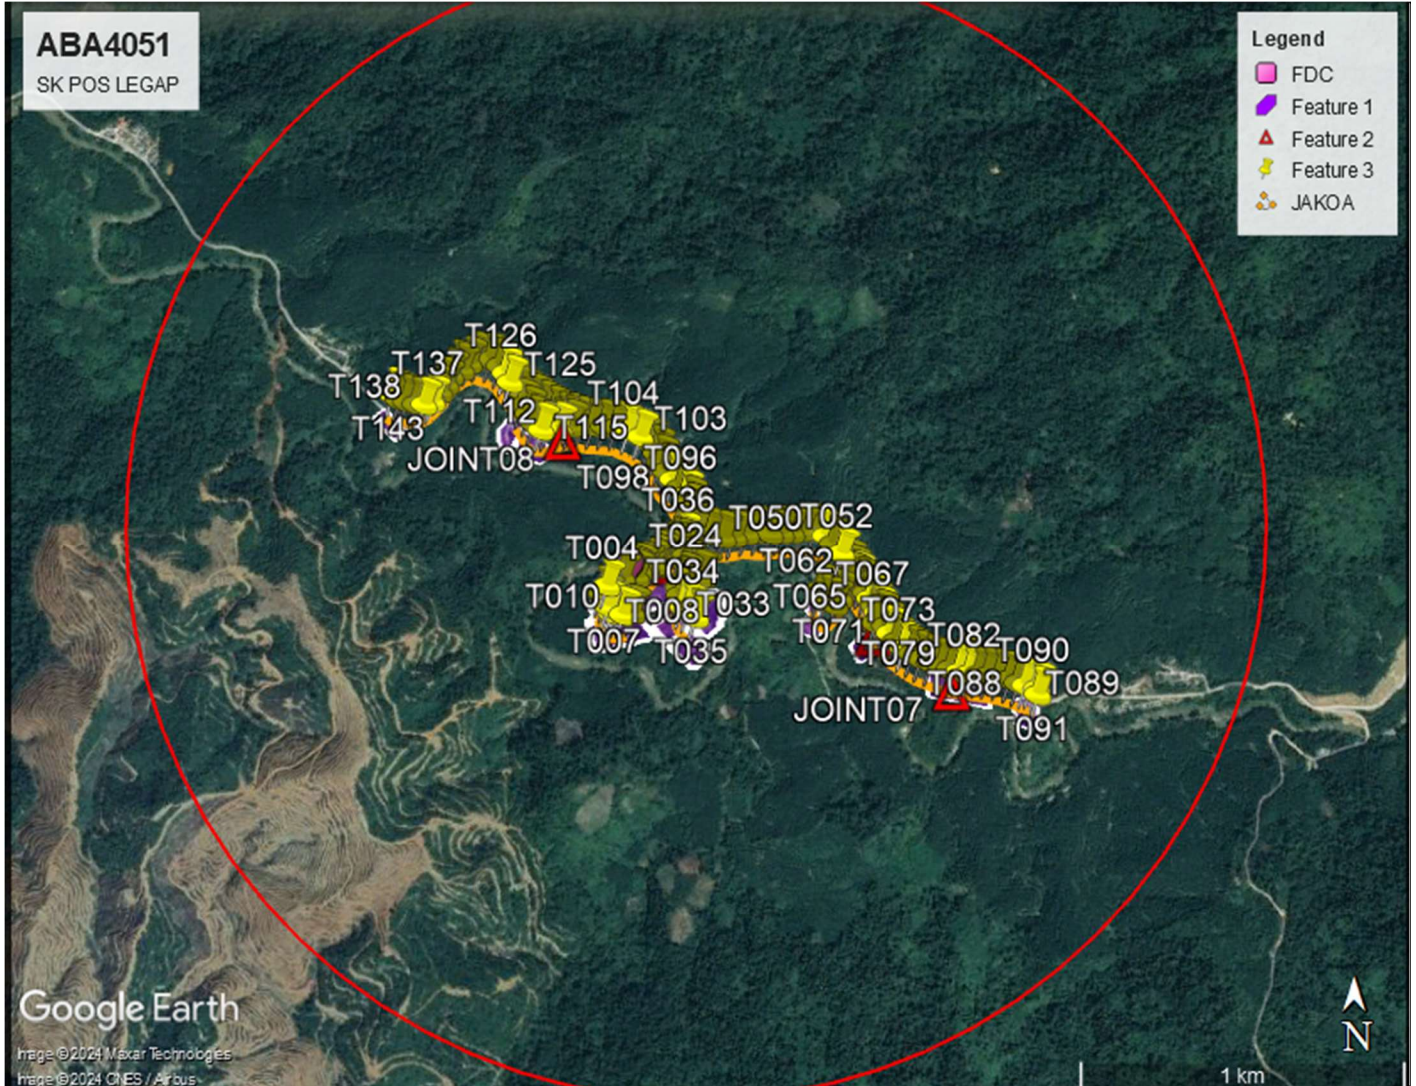 ABA4051
SK POS LEGAP
Legend
FDC
Feature 1
Feature 2
Feature 3
JAKOA
T126
T137
T125
T138
T104
T112
T103
T143
T115
JOINT08
T096
T098
T036
T050
T052
T024
T004
T062
T034
T067
T010
T065
T008
T033
T073
T071
T007
T082
T035
T079
T090
T088
T089
JOINT07
T091
Google Earth
Image © 2024 Maxar Technologies
Image © 2024 CNES / Airbus
N
1 km